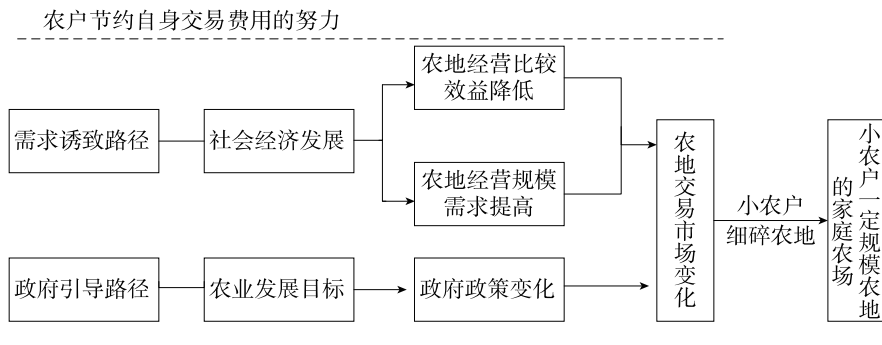 农户节约自身交易费用的努力
农地经营比较
效益降低
需求诱致路径
社会经济发展
农地经营规模
需求提高
农地交易市场变化
小农户
细碎农地
小农户一定规模农地
的家庭农场
政府引导路径
农业发展目标
政府政策变化